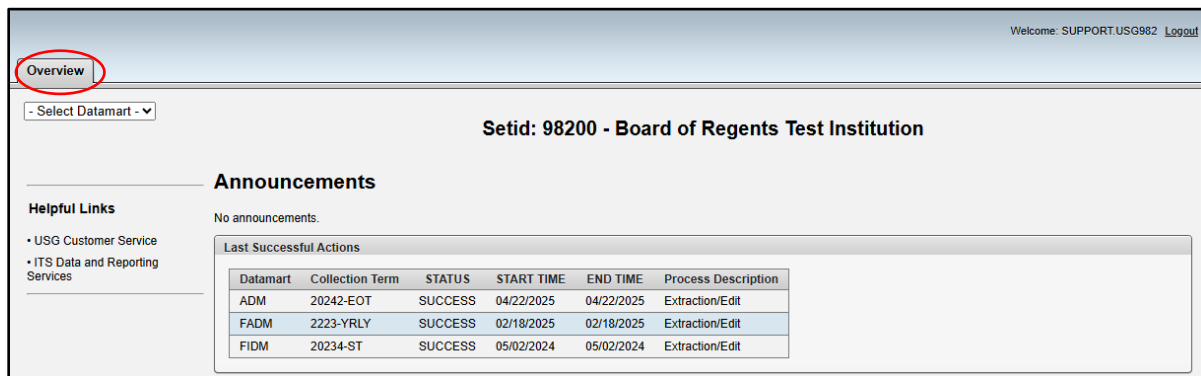 Welcome: SUPPORT.USG982 Logout
Overview
- Select Datamart -
Setid: 98200 - Board of Regents Test Institution
Announcements
Helpful Links
No announcements.
• USG Customer Service
• ITS Data and Reporting
Services
Last Successful Actions
Datamart Collection Term STATUS START TIME END TIME Process Description
ADM 20242-EOT SUCCESS 04/22/2025 04/22/2025 Extraction/Edit
FADM 2223-YRLY SUCCESS 02/18/2025 02/18/2025 Extraction/Edit
FIDM 20234-ST SUCCESS 05/02/2024 05/02/2024 Extraction/Edit